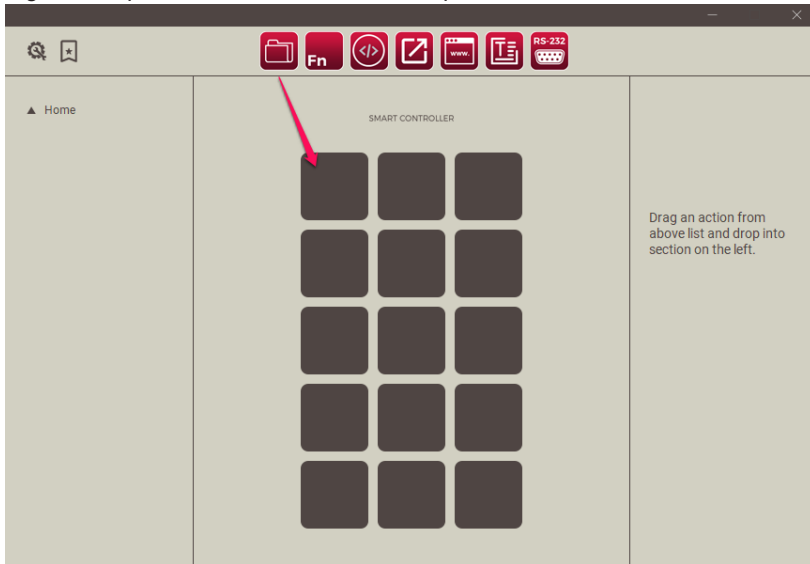 Fn
</>
www.
T
RS-232
Home
SMART CONTROLLER
Drag an action from
above list and drop into
section on the left.